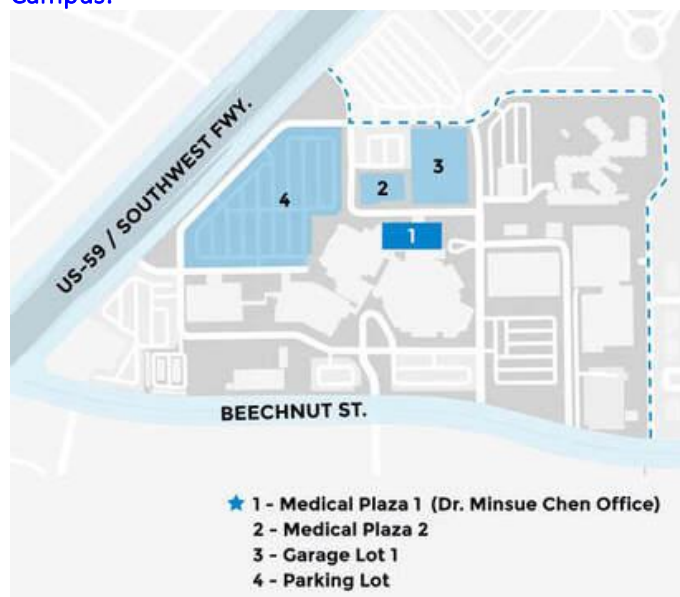 Campus:
US-59 / SOUTHWEST FWY.
3
2
4
1
BEECHNUT ST.
1 - Medical Plaza 1 (Dr. Minsue Chen Office)
2 - Medical Plaza 2
3 - Garage Lot 1
4 - Parking Lot